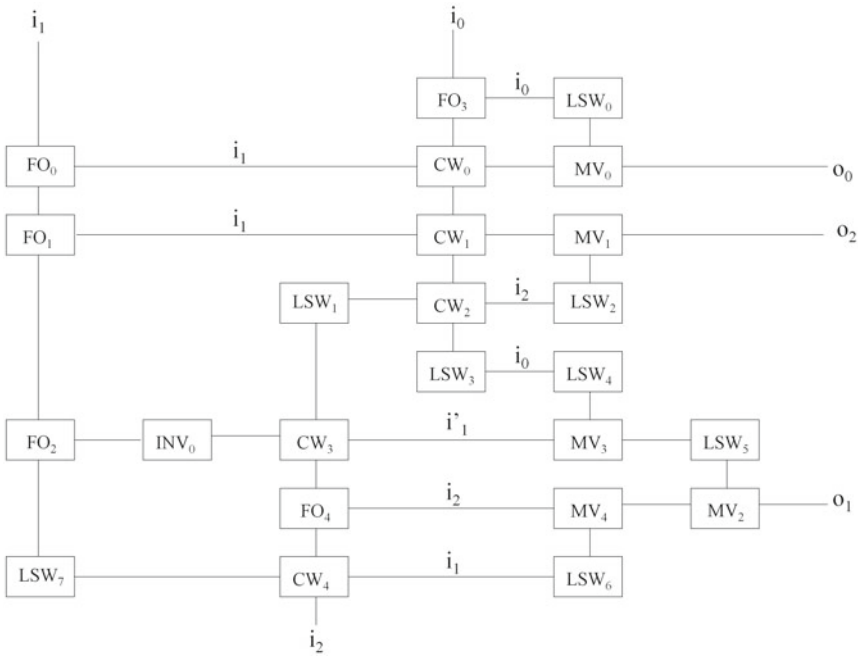 i₁ i₀
FO₃ i₀ LSW₀
FO₀ i₁ CW₀ MV₀ o₀
FO₁ i₁ CW₁ MV₁ o₂
LSW₁ CW₂ i₂ LSW₂
LSW₃ i₀ LSW₄
FO₂ INV₀ CW₃ i’₁ MV₃ LSW₅
FO₄ i₂ MV₄ MV₂ o₁
LSW₇ CW₄ i₁ LSW₆
i₂